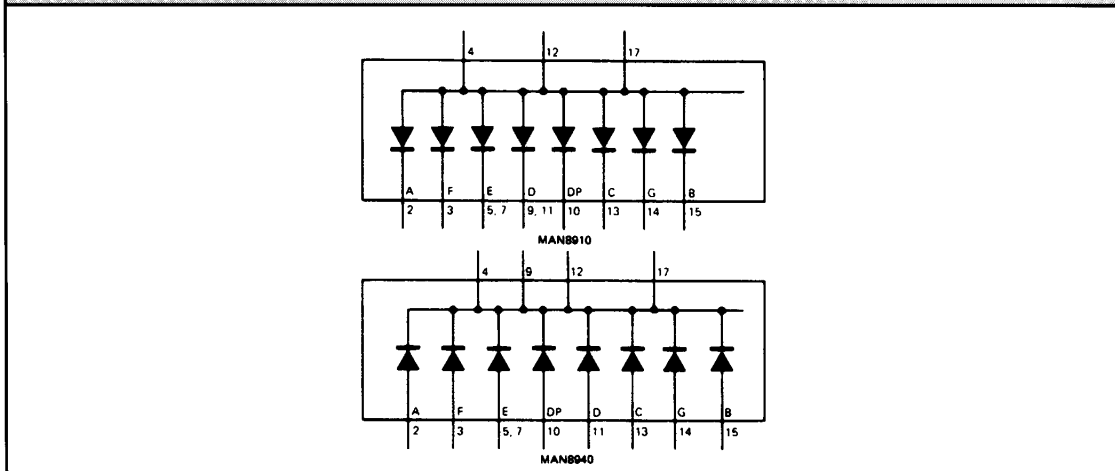 4 12 17
A F E D DP C G B
2 3 5, 7 9, 11 10 13 14 15
MAN8910
4 9 12 17
A F E DP D C G B
2 3 5, 7 10 11 13 14 15
MAN8940